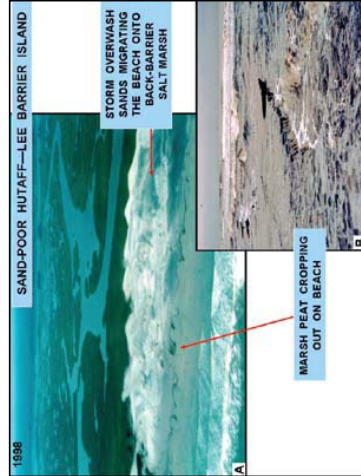 1998
SAND-POOR HUTAFF—LEE BARRIER ISLAND
STORM OVERWASH
SANDS MIGRATING
THE BEACH ONTO
BACK-BARRIER
SALT MARSH
MARSH PEAT CROPPING
OUT ON BEACH
A
B